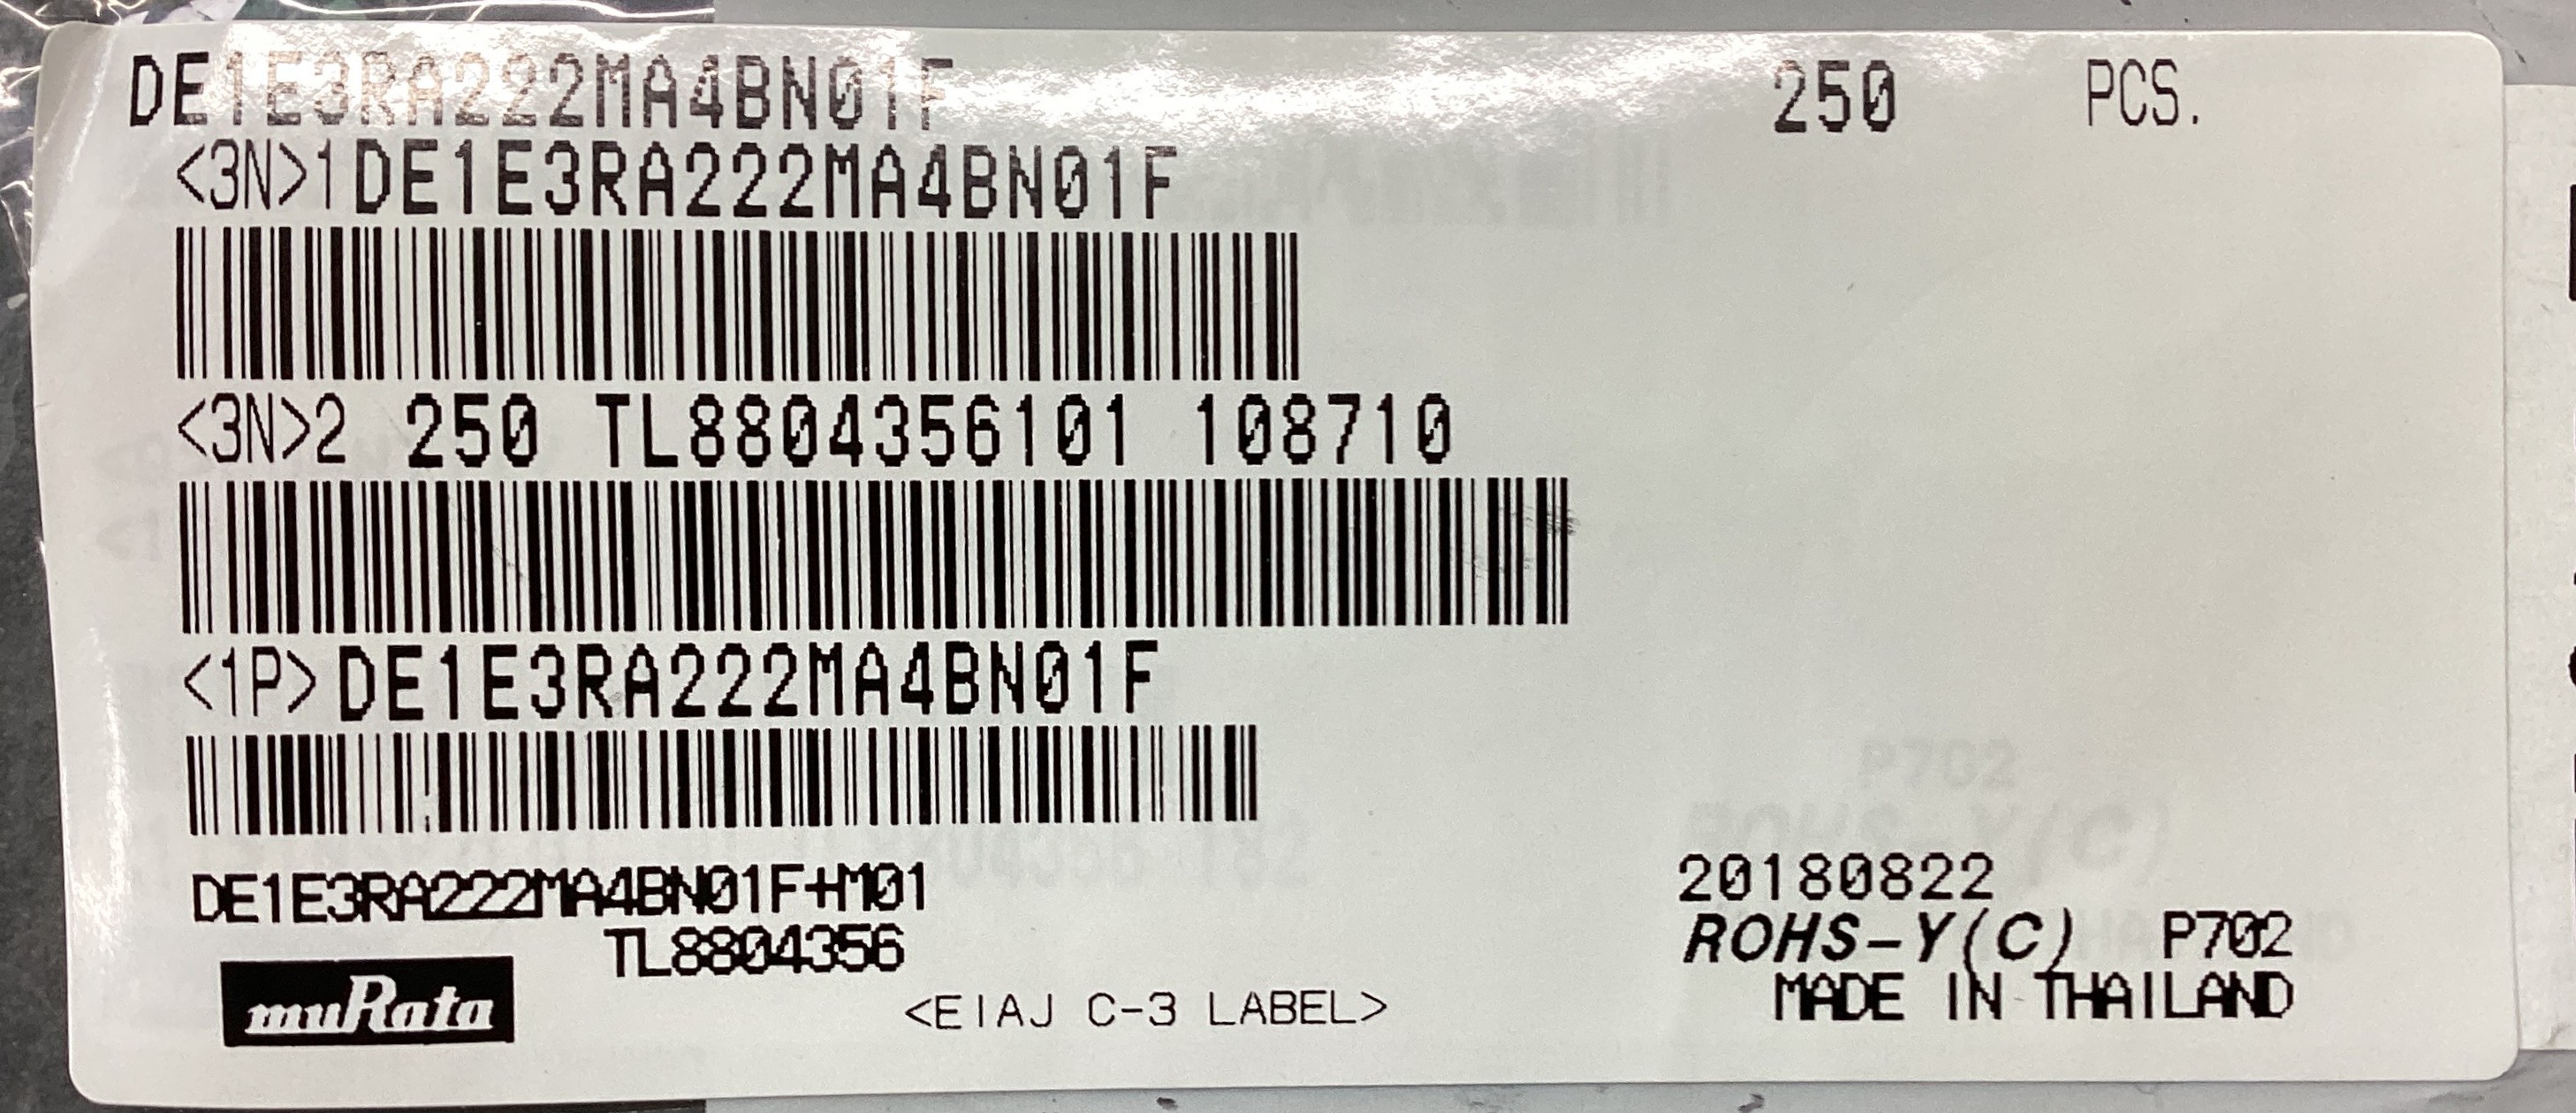 DE1E3RA222MA4BN01F 250 PCS.
<3N>1DE1E3RA222MA4BN01F
<3N>2 250 TL8804356101 108710
<1P>DE1E3RA222MA4BN01F
DE1E3RA222MA4BN01F+M01
20180822
TL8804356
ROHS-Y(C) P702
muRata
<EIAJ C-3 LABEL>
MADE IN THAILAND